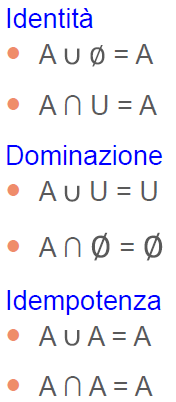 Identità
• A ∪ ø = A
• A ∩ U = A
Dominazione
• A ∪ U = U
• A ∩ Ø = Ø
Idempotenza
• A ∪ A = A
• A ∩ A = A